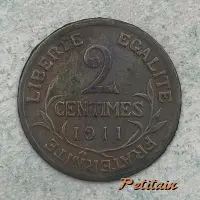 LIBERTE EGALITE
2
CENTIMES
1911
FRATERNITE
Petitain